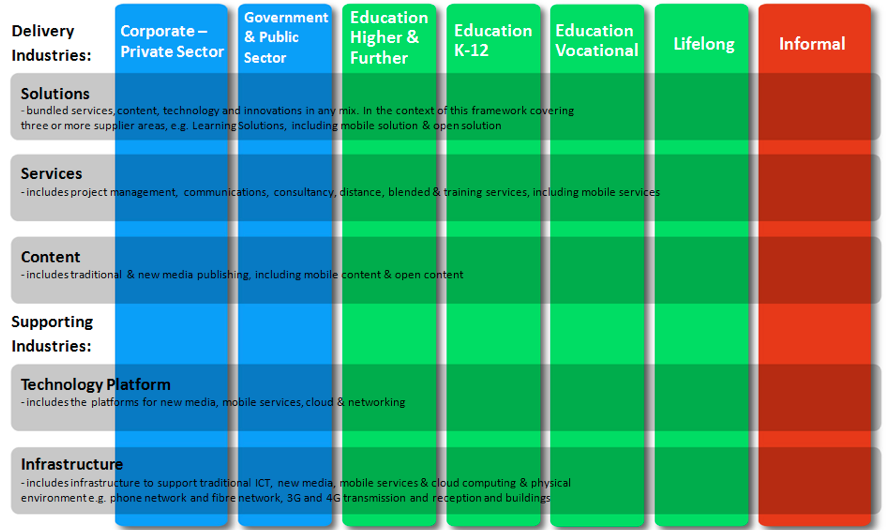 Delivery
Industries:
Corporate –
Private Sector
Government
& Public
Sector
Education
Higher &
Further
Education
K-12
Education
Vocational
Lifelong
Informal
Solutions
- bundled services, content, technology and innovations in any mix. In the context of this framework covering
three or more supplier areas, e.g. Learning Solutions, including mobile solution & open solution
Services
- includes project management, communications, consultancy, distance, blended & training services, including mobile services
Content
- includes traditional & new media publishing, including mobile content & open content
Supporting
Industries:
Technology Platform
- includes the platforms for new media, mobile services, cloud & networking
Infrastructure
- includes infrastructure to support traditional ICT, new media, mobile services & cloud computing & physical
environment e.g. phone network and fibre network, 3G and 4G transmission and reception and buildings